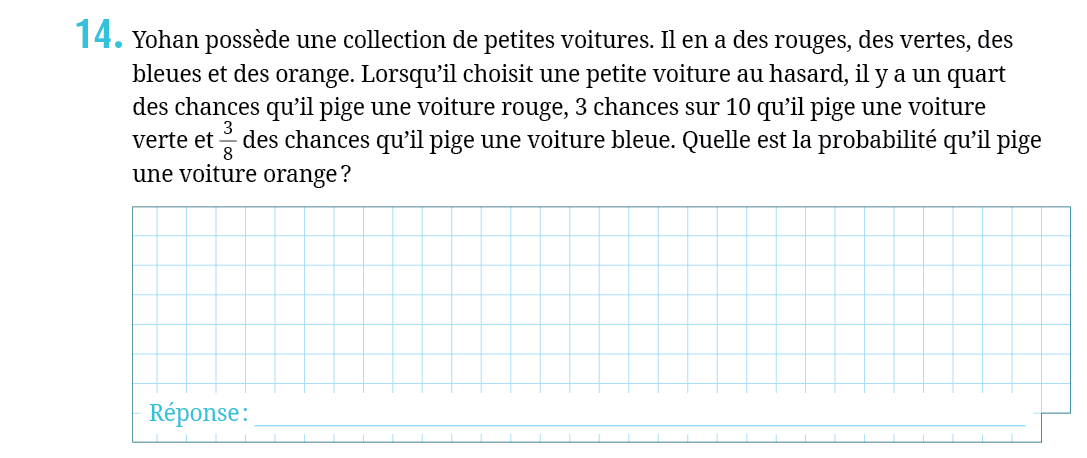 14. Yohan possède une collection de petites voitures. Il en a des rouges, des vertes, des
bleues et des orange. Lorsqu’il choisit une petite voiture au hasard, il y a un quart
des chances qu’il pige une voiture rouge, 3 chances sur 10 qu’il pige une voiture
verte et 3/8 des chances qu’il pige une voiture bleue. Quelle est la probabilité qu’il pige
une voiture orange ?
Réponse :